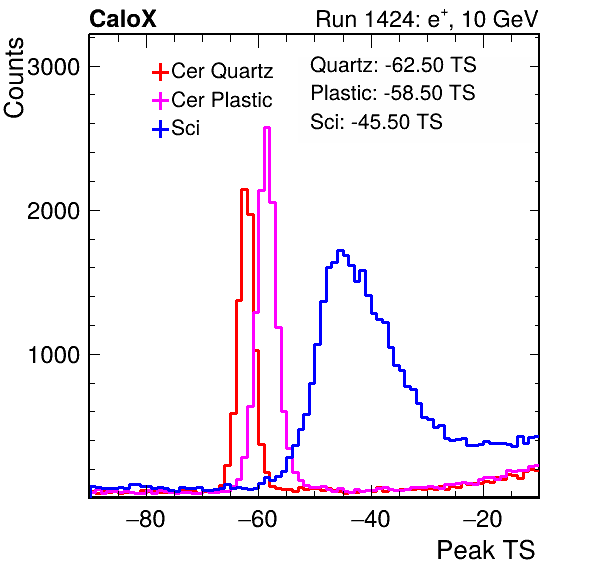 CaloX Run 1424: e⁺, 10 GeV
Counts
3000
2000
1000
Cer Quartz
Cer Plastic
Sci
Quartz: -62.50 TS
Plastic: -58.50 TS
Sci: -45.50 TS
−80 −60 −40 −20
Peak TS